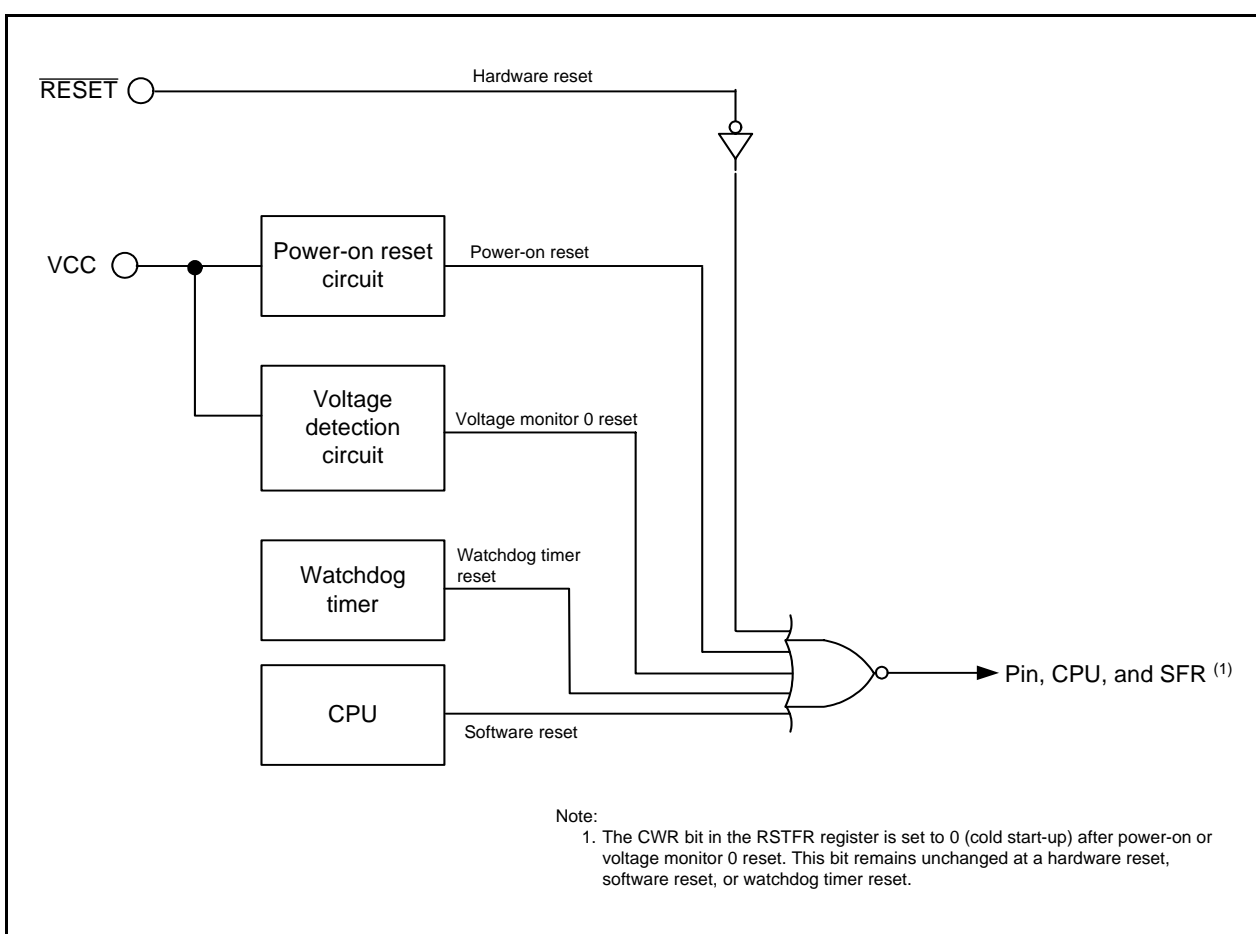 RESET
Hardware reset
VCC
Power-on reset
circuit
Power-on reset
Voltage
detection
circuit
Voltage monitor 0 reset
Watchdog
timer
Watchdog timer
reset
CPU
Software reset
Pin, CPU, and SFR (1)
Note:
1. The CWR bit in the RSTFR register is set to 0 (cold start-up) after power-on or
voltage monitor 0 reset. This bit remains unchanged at a hardware reset,
software reset, or watchdog timer reset.